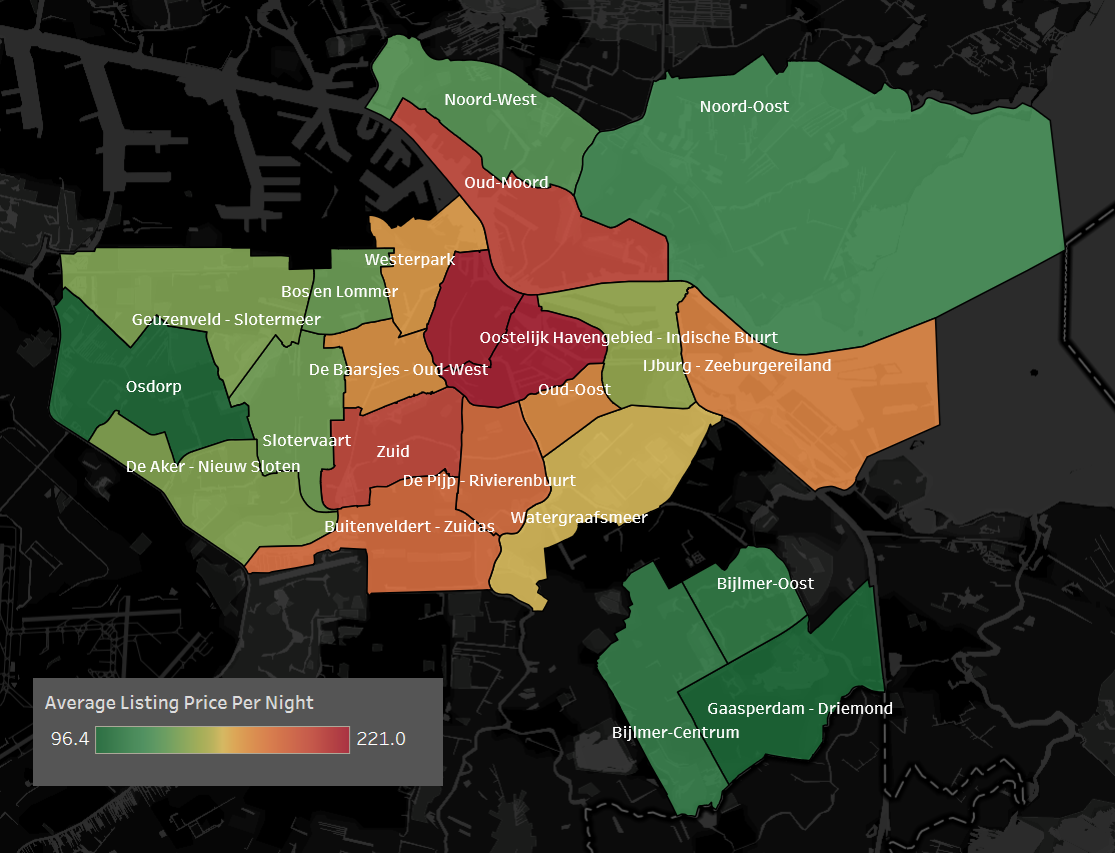 Noord-West
Noord-Oost
Oud-Noord
Westerpark
Bos en Lommer
Geuzenveld - Slotermeer
Oostelijk Havengebied - Indische Buurt
De Baarsjes - Oud-West
IJburg - Zeeburgereiland
Osdorp
Oud-Oost
Slotervaart
Zuid
De Aker - Nieuw Sloten
De Pijp - Rivierenbuurt
Watergraafsmeer
Buitenveldert - Zuidas
Bijlmer-Oost
Gaasperdam - Driemond
Bijlmer-Centrum
Average Listing Price Per Night
96.4 221.0